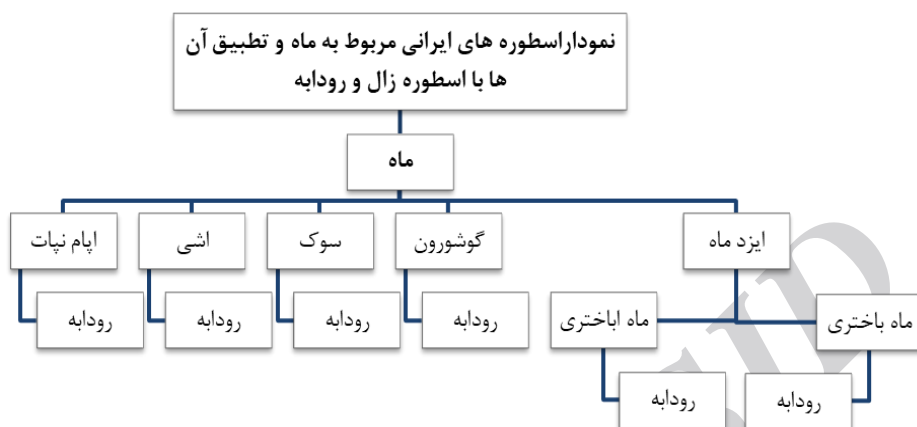 نموداراسطوره های ایرانی مربوط به ماه و تطبیق آن
ها با اسطوره زال و رودابه
ماه
ایزد ماه
گوشورون
سوک
اشی
اپام نپات
ماه باختری
ماه اباختری
رودابه
رودابه
رودابه
رودابه
رودابه
رودابه
SID